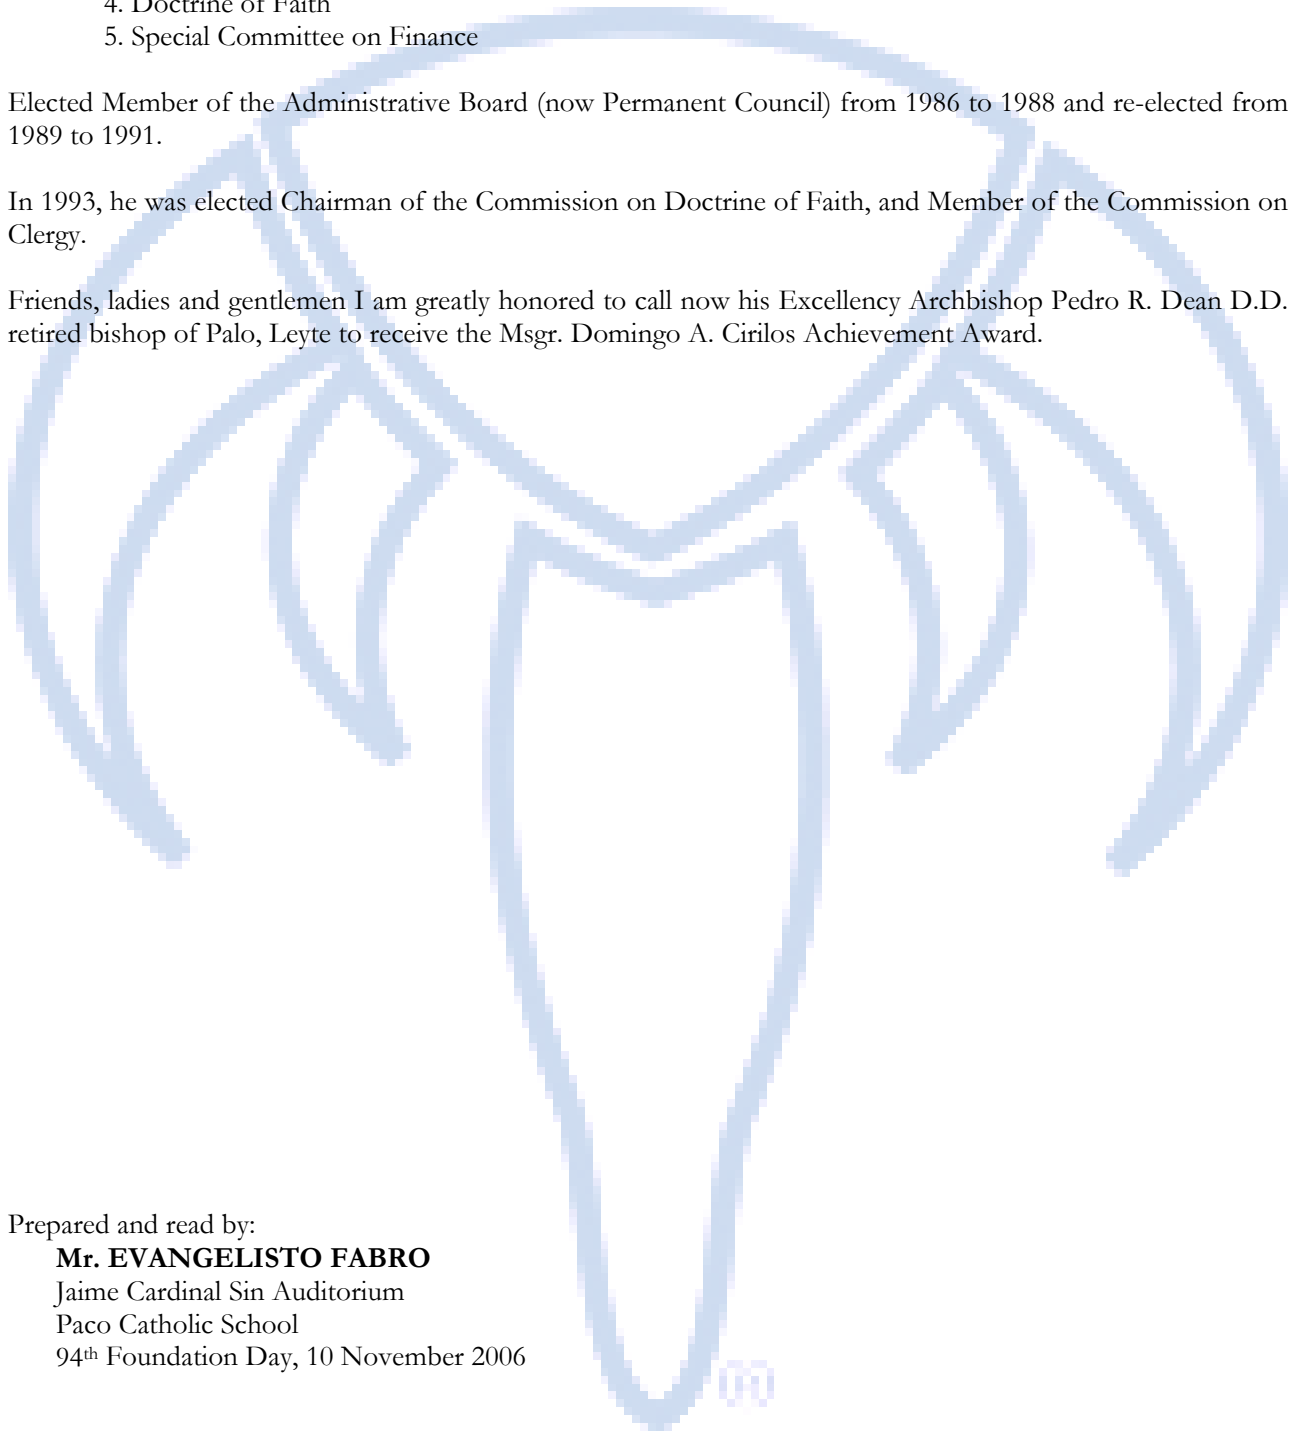 4. Doctrine of Faith
5. Special Committee on Finance
Elected Member of the Administrative Board (now Permanent Council) from 1986 to 1988 and re-elected from
1989 to 1991.
In 1993, he was elected Chairman of the Commission on Doctrine of Faith, and Member of the Commission on
Clergy.
Friends, ladies and gentlemen I am greatly honored to call now his Excellency Archbishop Pedro R. Dean D.D.
retired bishop of Palo, Leyte to receive the Msgr. Domingo A. Cirilos Achievement Award.
Prepared and read by:
Mr. EVANGELISTO FABRO
Jaime Cardinal Sin Auditorium
Paco Catholic School
94th Foundation Day, 10 November 2006